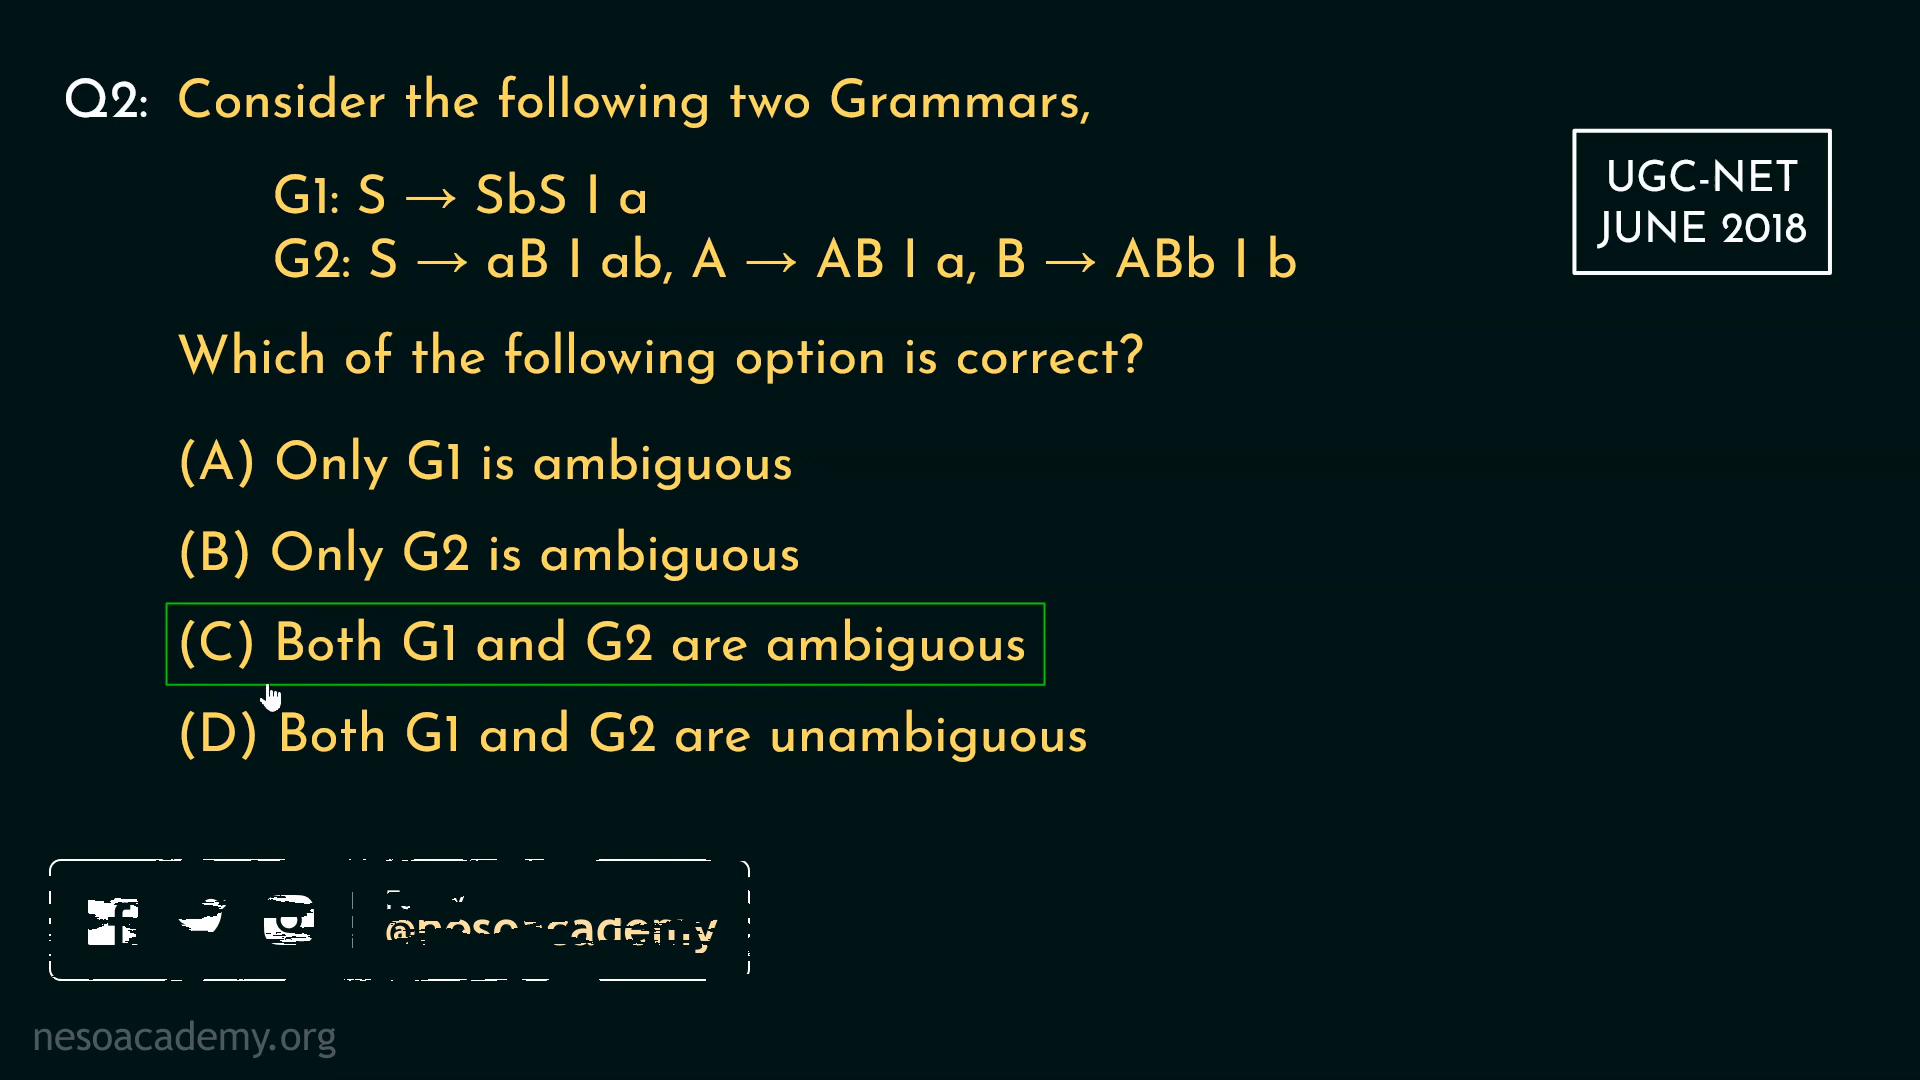 Q2: Consider the following two Grammars,
G1: S → SbS | a
G2: S → aB | ab, A → AB | a, B → ABb | b
UGC-NET
JUNE 2018
Which of the following option is correct?
(A) Only G1 is ambiguous
(B) Only G2 is ambiguous
(C) Both G1 and G2 are ambiguous
(D) Both G1 and G2 are unambiguous
@nesoacademy
nesoacademy.org